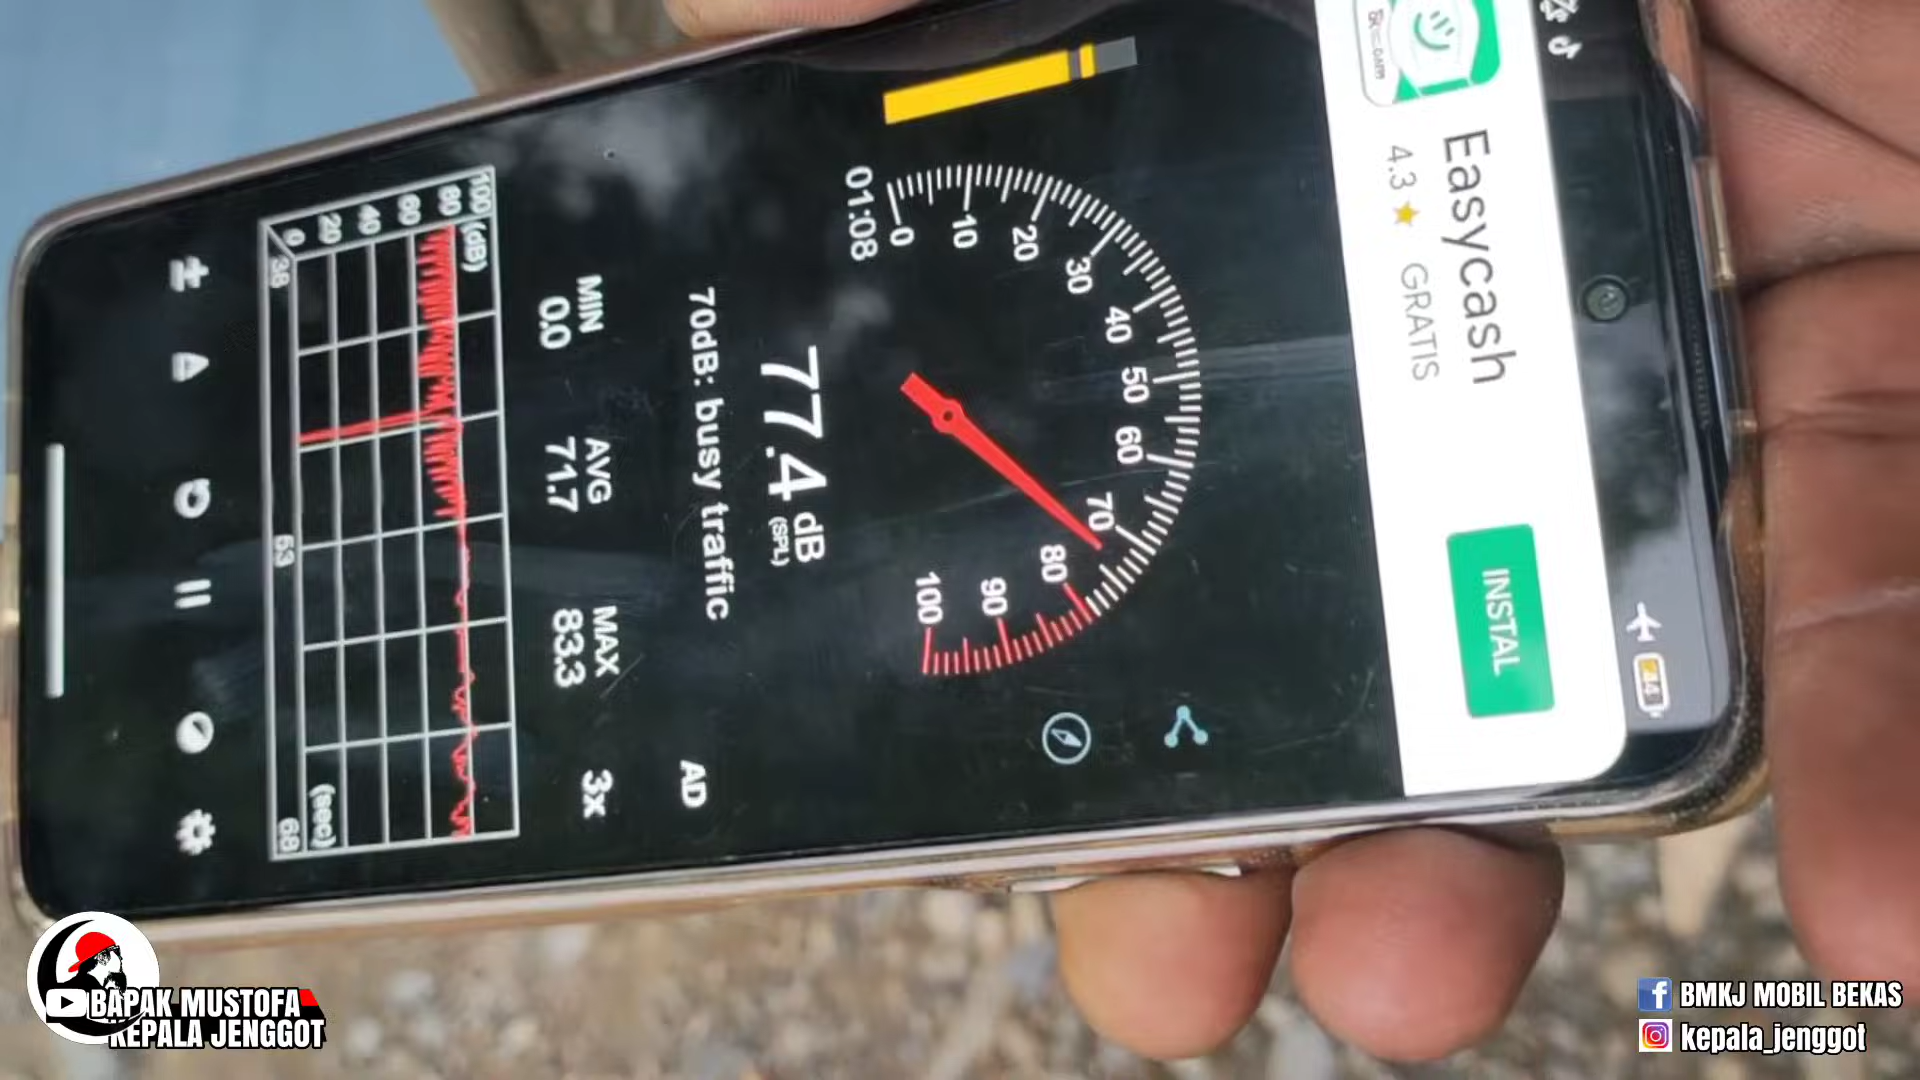 Easycash
4.3 ★ GRATIS
INSTAL
44
0
10
20
30
40
50
60
70
80
90
100
01:08
77.4 dB
(SPL)
70dB: busy traffic
AD
MIN
0.0
AVG
71.7
MAX
83.3
3x
100 (dB)
80
60
40
20
0
38
53
68
(sec)
BAPAK MUSTOFA
KEPALA JENGGOT
BMKJ MOBIL BEKAS
kepala_jenggot